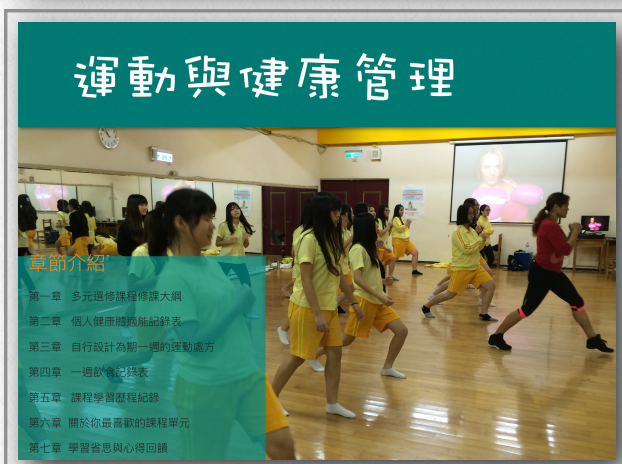 運動與健康管理
章節介紹
第一章 多元選修課程修課大綱
第二章 個人健康體適能記錄表
第三章 自行設計為期一週的運動處方
第四章 一週飲食記錄表
第五章 課程學習歷程紀錄
第六章 關於你最喜歡的課程單元
第七章 學習省思與心得回饋